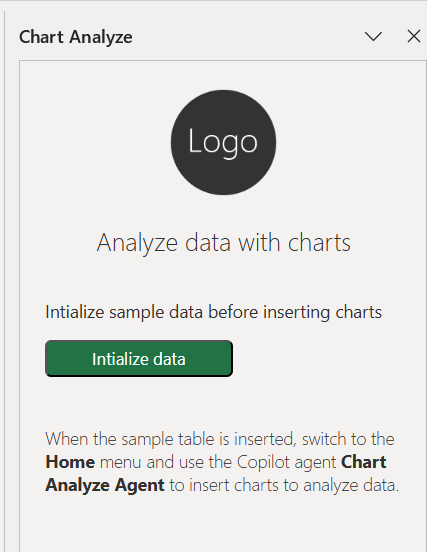 Chart Analyze
Logo
Analyze data with charts
Intialize sample data before inserting charts
Intialize data
When the sample table is inserted, switch to the
Home menu and use the Copilot agent Chart
Analyze Agent to insert charts to analyze data.